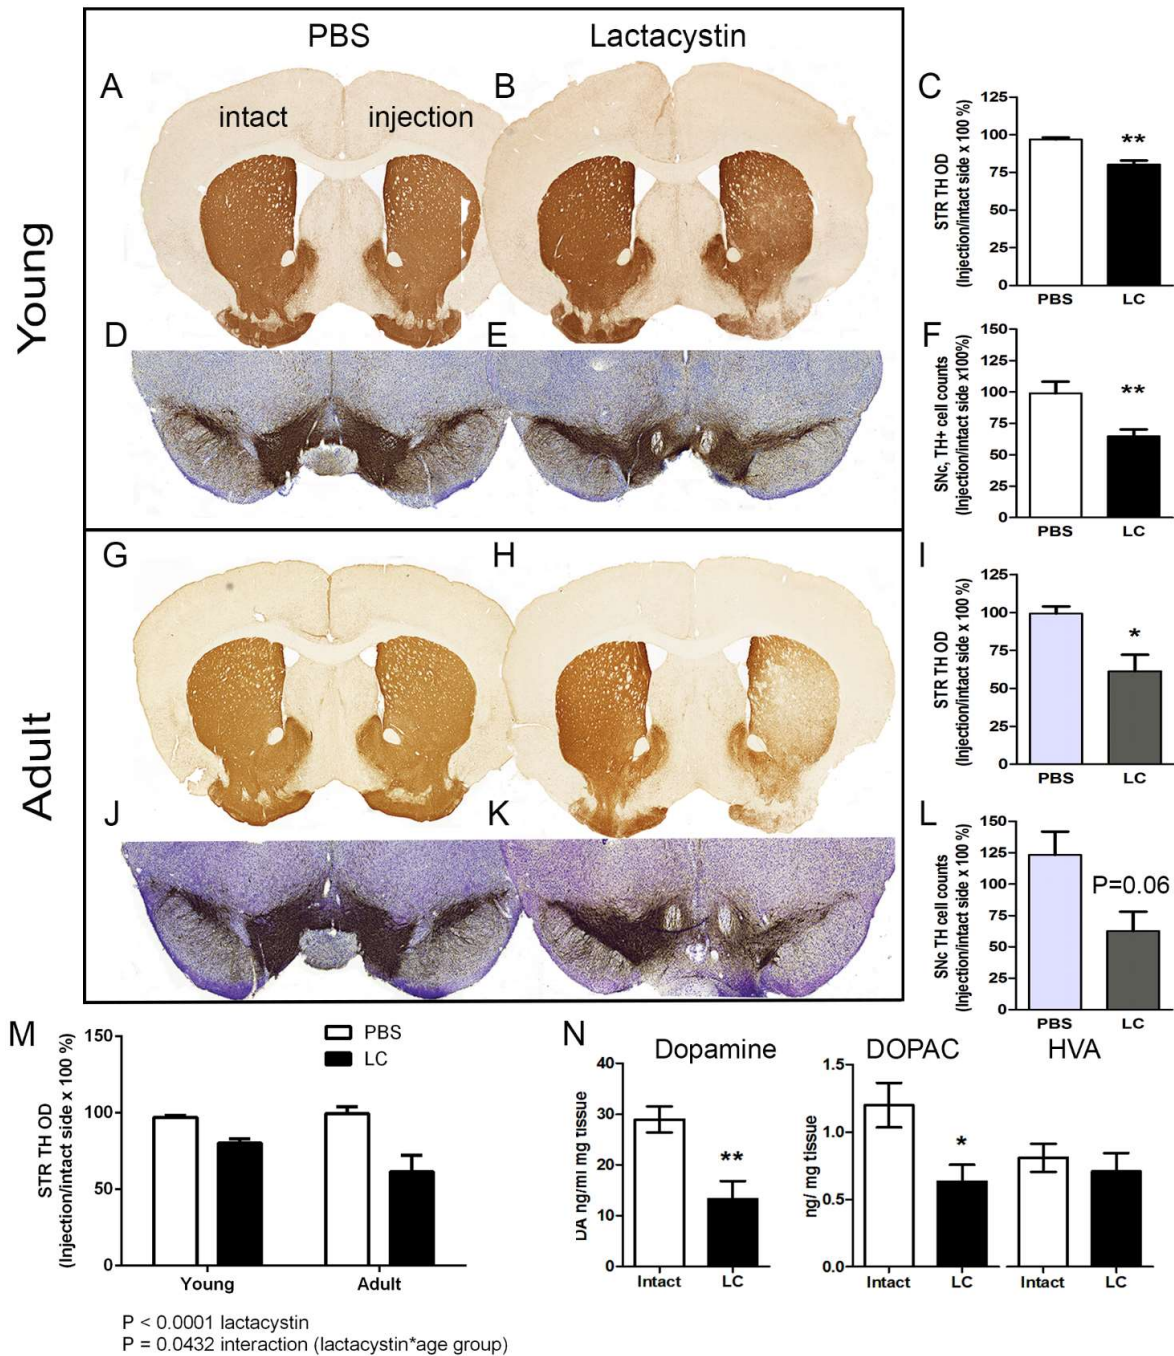 PBS
Lactacystin
Young
A
intact
injection
B
C
STR TH OD
(Injection/intact side x 100 %)
125
100
75
50
25
0
**
PBS
LC
D
E
F
SNc, TH+ cell counts
(Injection/intact side x100%)
150
125
100
75
50
25
0
**
PBS
LC
Adult
G
H
I
STR TH OD
(Injection/intact side x 100 %)
125
100
75
50
25
0
*
PBS
LC
J
K
L
SNc TH cell counts
(Injection/intact side x 100 %)
150
125
100
75
50
25
0
P=0.06
PBS
LC
M
STR TH OD
(Injection/intact side x 100 %)
150
100
50
0
PBS
LC
Young
Adult
P < 0.0001 lactacystin
P = 0.0432 interaction (lactacystin*age group)
N
Dopamine
DA ng/ml mg tissue
40
30
20
10
0
**
Intact
LC
DOPAC
HVA
ng/ mg tissue
1.5
1.0
0.5
0.0
*
Intact
LC
Intact
LC